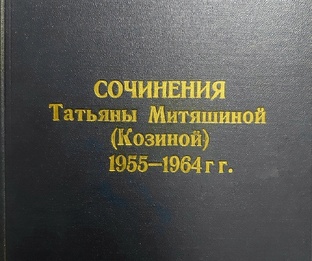 СОЧИНЕНИЯ
Татьяны Митяшиной
(Козиной)
1955—1964 г г.